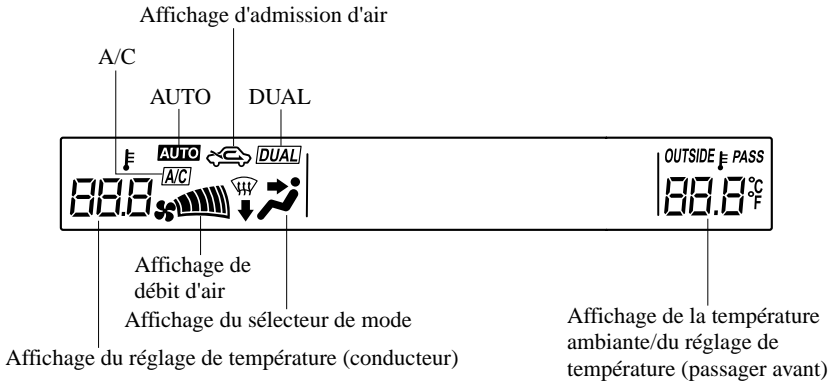 Affichage d'admission d'air
A/C
AUTO DUAL
AUTO DUAL
A/C
88.8
OUTSIDE PASS
88.8 °C
°F
Affichage de
débit d'air
Affichage du sélecteur de mode
Affichage du réglage de température (conducteur)
Affichage de la température
ambiante/du réglage de
température (passager avant)